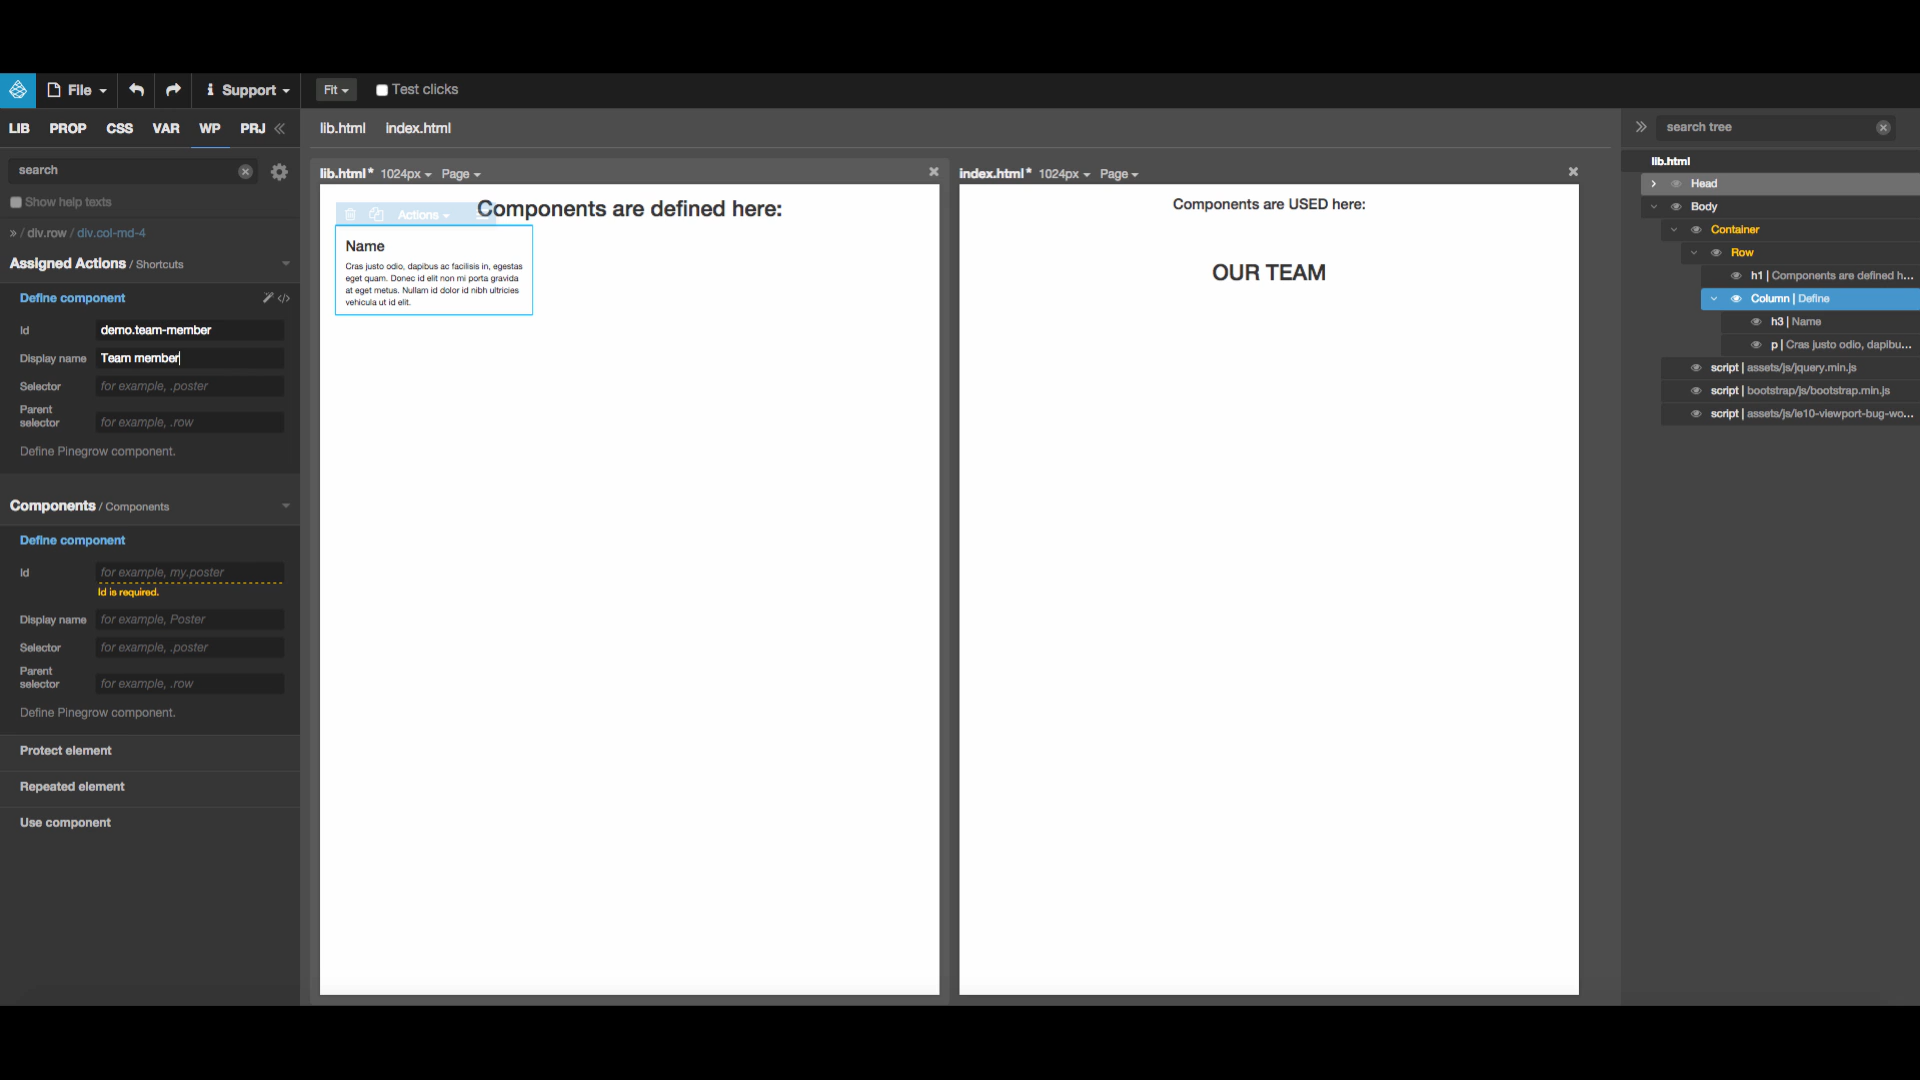 File
Support
Fit
Test clicks
LIB PROP CSS VAR WP PRJ
lib.html index.html
search
Show help texts
» / div.row / div.col-md-4
Assigned Actions / Shortcuts
Define component
Id demo.team-member
Display name Team member
Selector for example, .poster
Parent selector for example, .row
Define Pinegrow component.
Components / Components
Define component
Id for example, my.poster
Id is required.
Display name for example, Poster
Selector for example, .poster
Parent selector for example, .row
Define Pinegrow component.
Protect element
Repeated element
Use component
lib.html* 1024px Page
Actions
Components are defined here:
Name
Cras justo odio, dapibus ac facilisis in, egestas
eget quam. Donec id elit non mi porta gravida
at eget metus. Nullam id dolor id nibh ultricies
vehicula ut id elit.
index.html* 1024px Page
Components are USED here:
OUR TEAM
search tree
lib.html
Head
Body
Container
Row
h1 | Components are defined h...
Column | Define
h3 | Name
p | Cras justo odio, dapibu...
script | assets/js/jquery.min.js
script | bootstrap/js/bootstrap.min.js
script | assets/js/ie10-viewport-bug-wo...